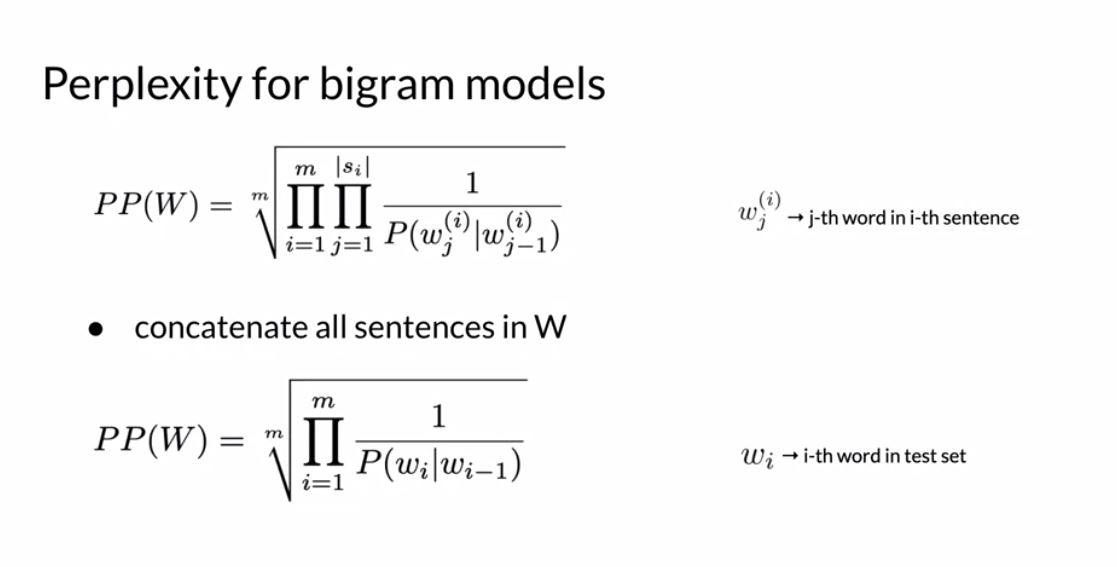 Perplexity for bigram models
$PP(W) = \sqrt[m]{\prod_{i=1}^{m} \prod_{j=1}^{|s_i|} \frac{1}{P(w_j^{(i)}|w_{j-1}^{(i)})}}$
$w_j^{(i)}$ → j-th word in i-th sentence
● concatenate all sentences in W
$PP(W) = \sqrt[m]{\prod_{i=1}^{m} \frac{1}{P(w_i|w_{i-1})}}$
$w_i$ → i-th word in test set